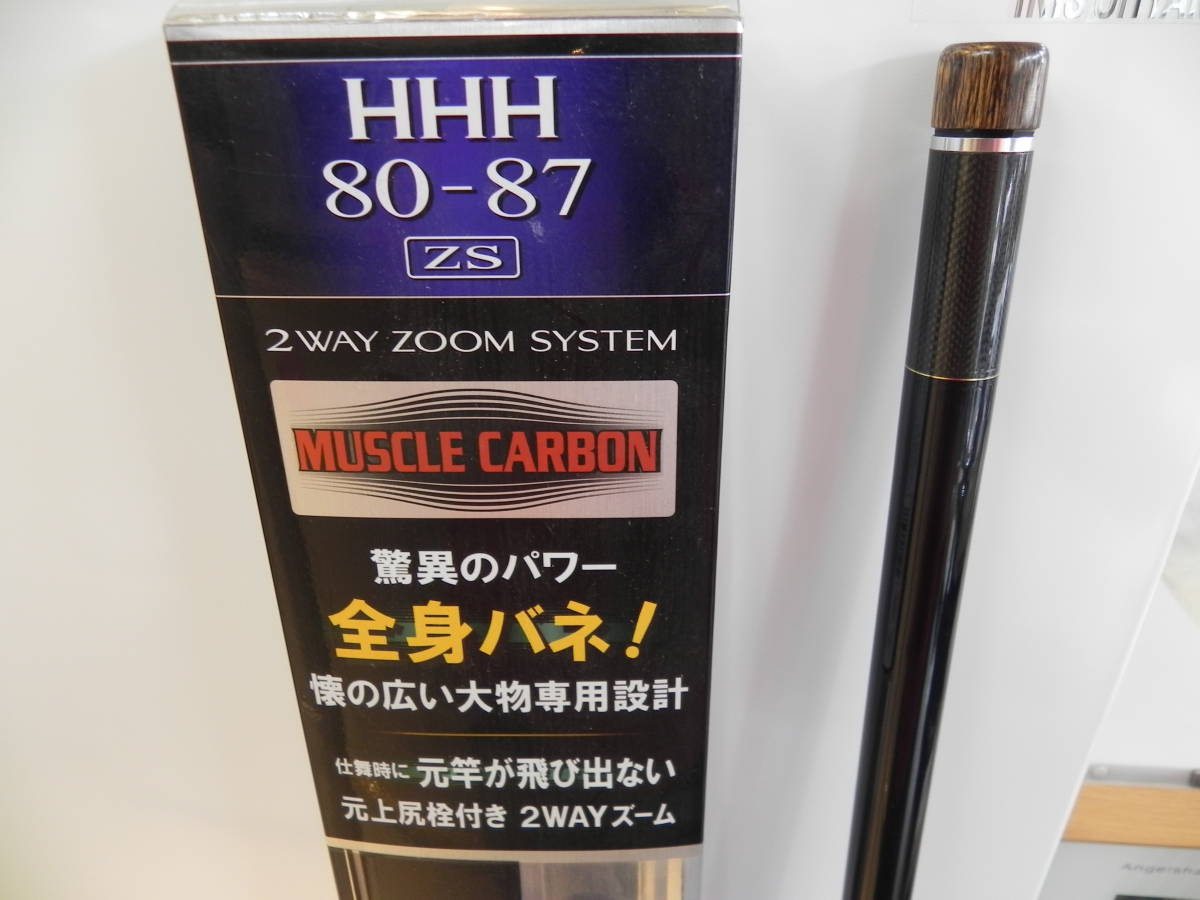 HHH
80-87
ZS
2WAY ZOOM SYSTEM
MUSCLE CARBON
驚異のパワー
全身バネ!
懐の広い大物専用設計
仕舞時に 元竿が飛び出ない
元上尻栓付き 2WAYズーム